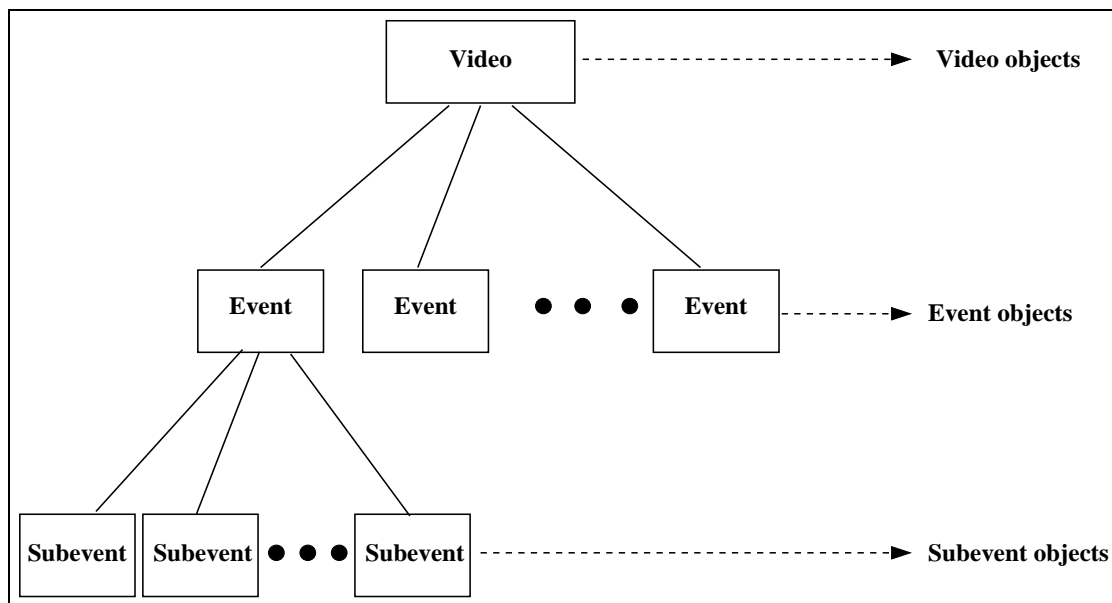 Video
Video objects
Event
Event
Event
Event objects
Subevent
Subevent
Subevent
Subevent objects